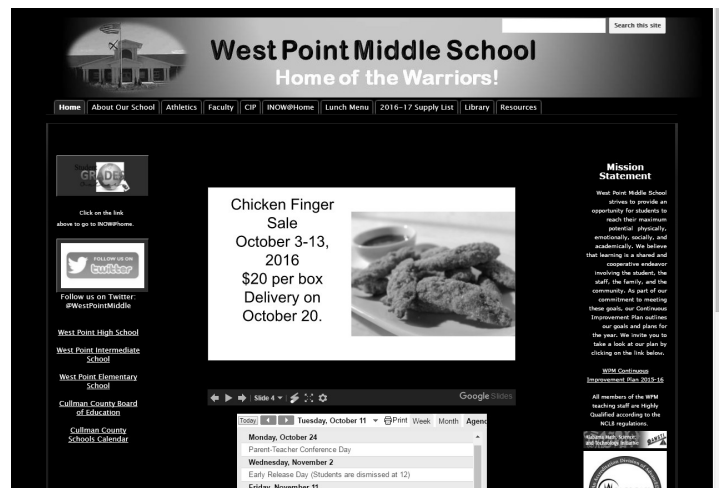 Search this site
West Point Middle School
Home of the Warriors!
Home About Our School Athletics Faculty CIP INOW@Home Lunch Menu 2016-17 Supply List Library Resources
GRADES
Click on the link
above to go to INOW@home.
FOLLOW US ON
twitter
Follow us on Twitter:
@WestPointMiddle
West Point High School
West Point Intermediate
School
West Point Elementary
School
Cullman County Board
of Education
Cullman County
Schools Calendar
Chicken Finger
Sale
October 3-13,
2016
$20 per box
Delivery on
October 20.
Slide 4
Google Slides
Today Tuesday, October 11 Print Week Month Agenda
Monday, October 24
Parent-Teacher Conference Day
Wednesday, November 2
Early Release Day (Students are dismissed at 12)
Friday, November 11
Mission
Statement
West Point Middle School
strives to provide an
opportunity for students to
reach their maximum
potential physically,
emotionally, socially, and
academically. We believe
that learning is a shared and
cooperative endeavor
involving the student, the
staff, the family, and the
community. As part of our
commitment to meeting
these goals, our Continuous
Improvement Plan outlines
our goals and plans for
the year. We invite you to
take a look at our plan by
clicking on the link below.
WPM Continuous
Improvement Plan 2015-16
All members of the WPM
teaching staff are Highly
Qualified according to the
NCLB regulations.
Alabama Math, Science,
and Technology Initiative